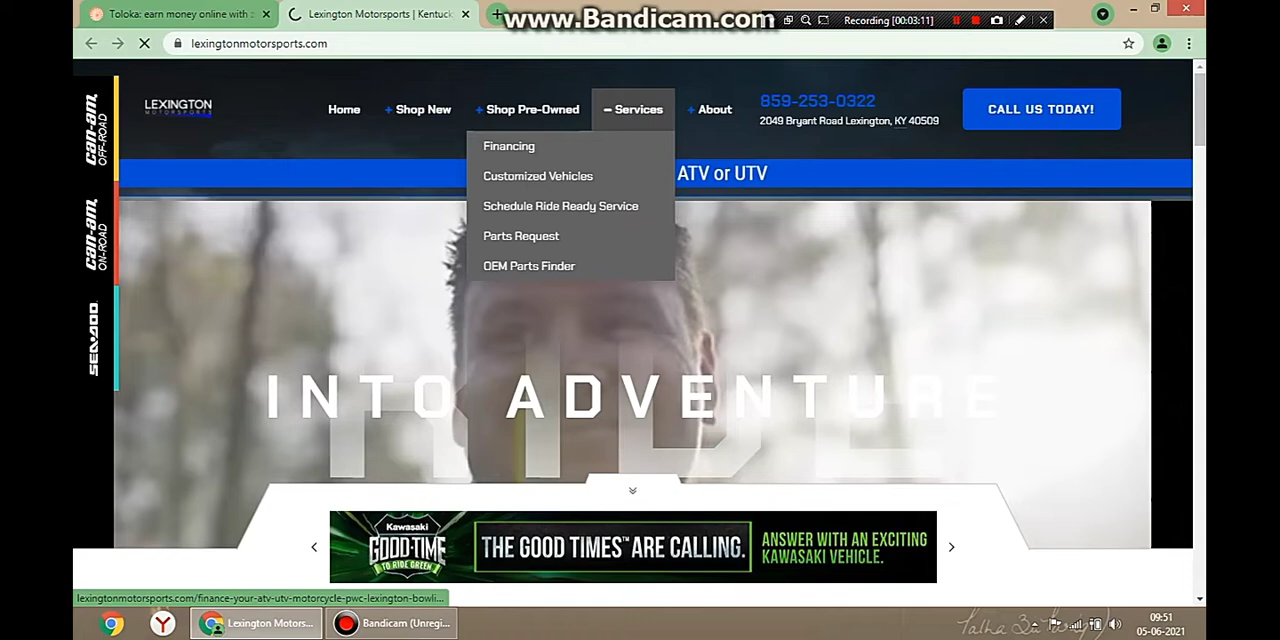 Toloka: earn money online with
Lexington Motorsports | Kentuck
www.Bandicam.com
Recording [00:03:11]
lexingtonmotorsports.com
can-am
OFF-ROAD
can-am
ON-ROAD
SEA-DOO
LEXINGTON
MOTORSPORTS
Home
+ Shop New
+ Shop Pre-Owned
– Services
+ About
859-253-0322
2049 Bryant Road Lexington, KY 40509
CALL US TODAY!
Financing
Customized Vehicles
Schedule Ride Ready Service
Parts Request
OEM Parts Finder
ATV or UTV
INTO ADVENTURE
RIDE
Kawasaki
GOOD TIME
TO RIDE GREEN
THE GOOD TIMES™ ARE CALLING.
ANSWER WITH AN EXCITING
KAWASAKI VEHICLE.
lexingtonmotorsports.com/finance-your-atv-utv-motorcycle-pwc-lexington-bowli...
Lexington Motors...
Bandicam (Unregi...
09:51
05-06-2021